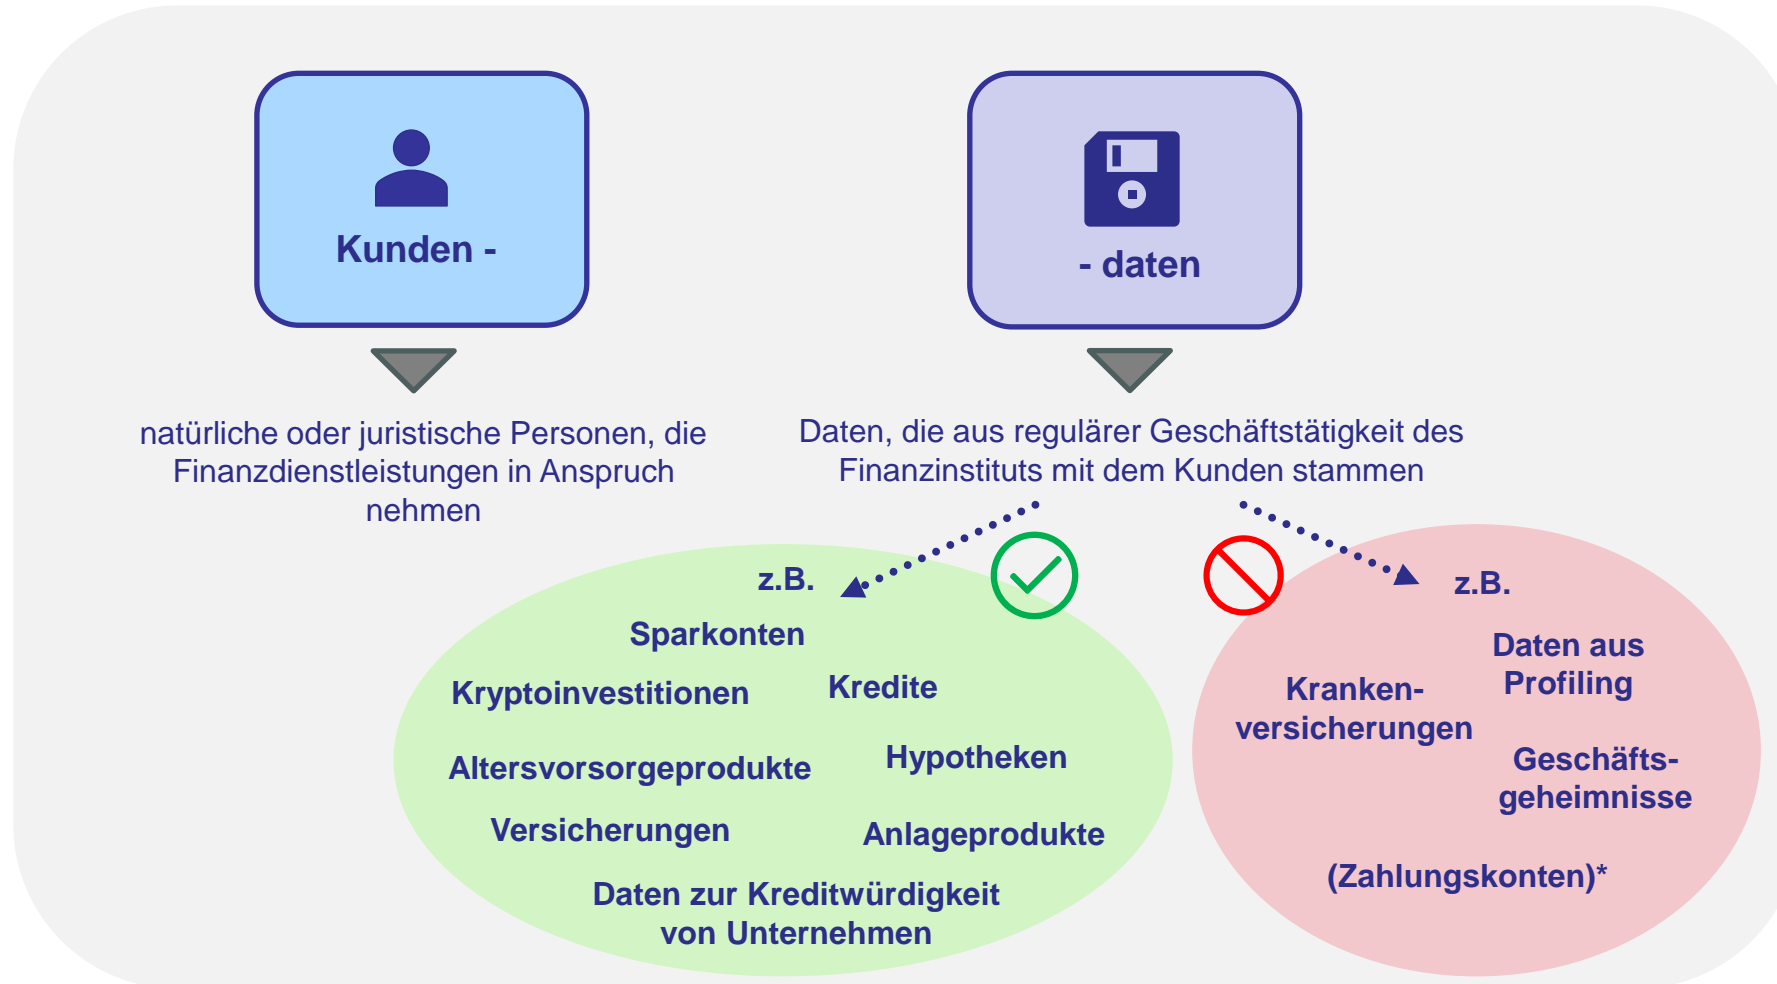 Kunden -
- daten
natürliche oder juristische Personen, die
Finanzdienstleistungen in Anspruch
nehmen
Daten, die aus regulärer Geschäftstätigkeit des
Finanzinstituts mit dem Kunden stammen
z.B.
Sparkonten
Kryptoinvestitionen
Kredite
Altersvorsorgeprodukte
Hypotheken
Versicherungen
Anlageprodukte
Daten zur Kreditwürdigkeit
von Unternehmen
z.B.
Daten aus
Profiling
Kranken-
versicherungen
Geschäfts-
geheimnisse
(Zahlungskonten)*